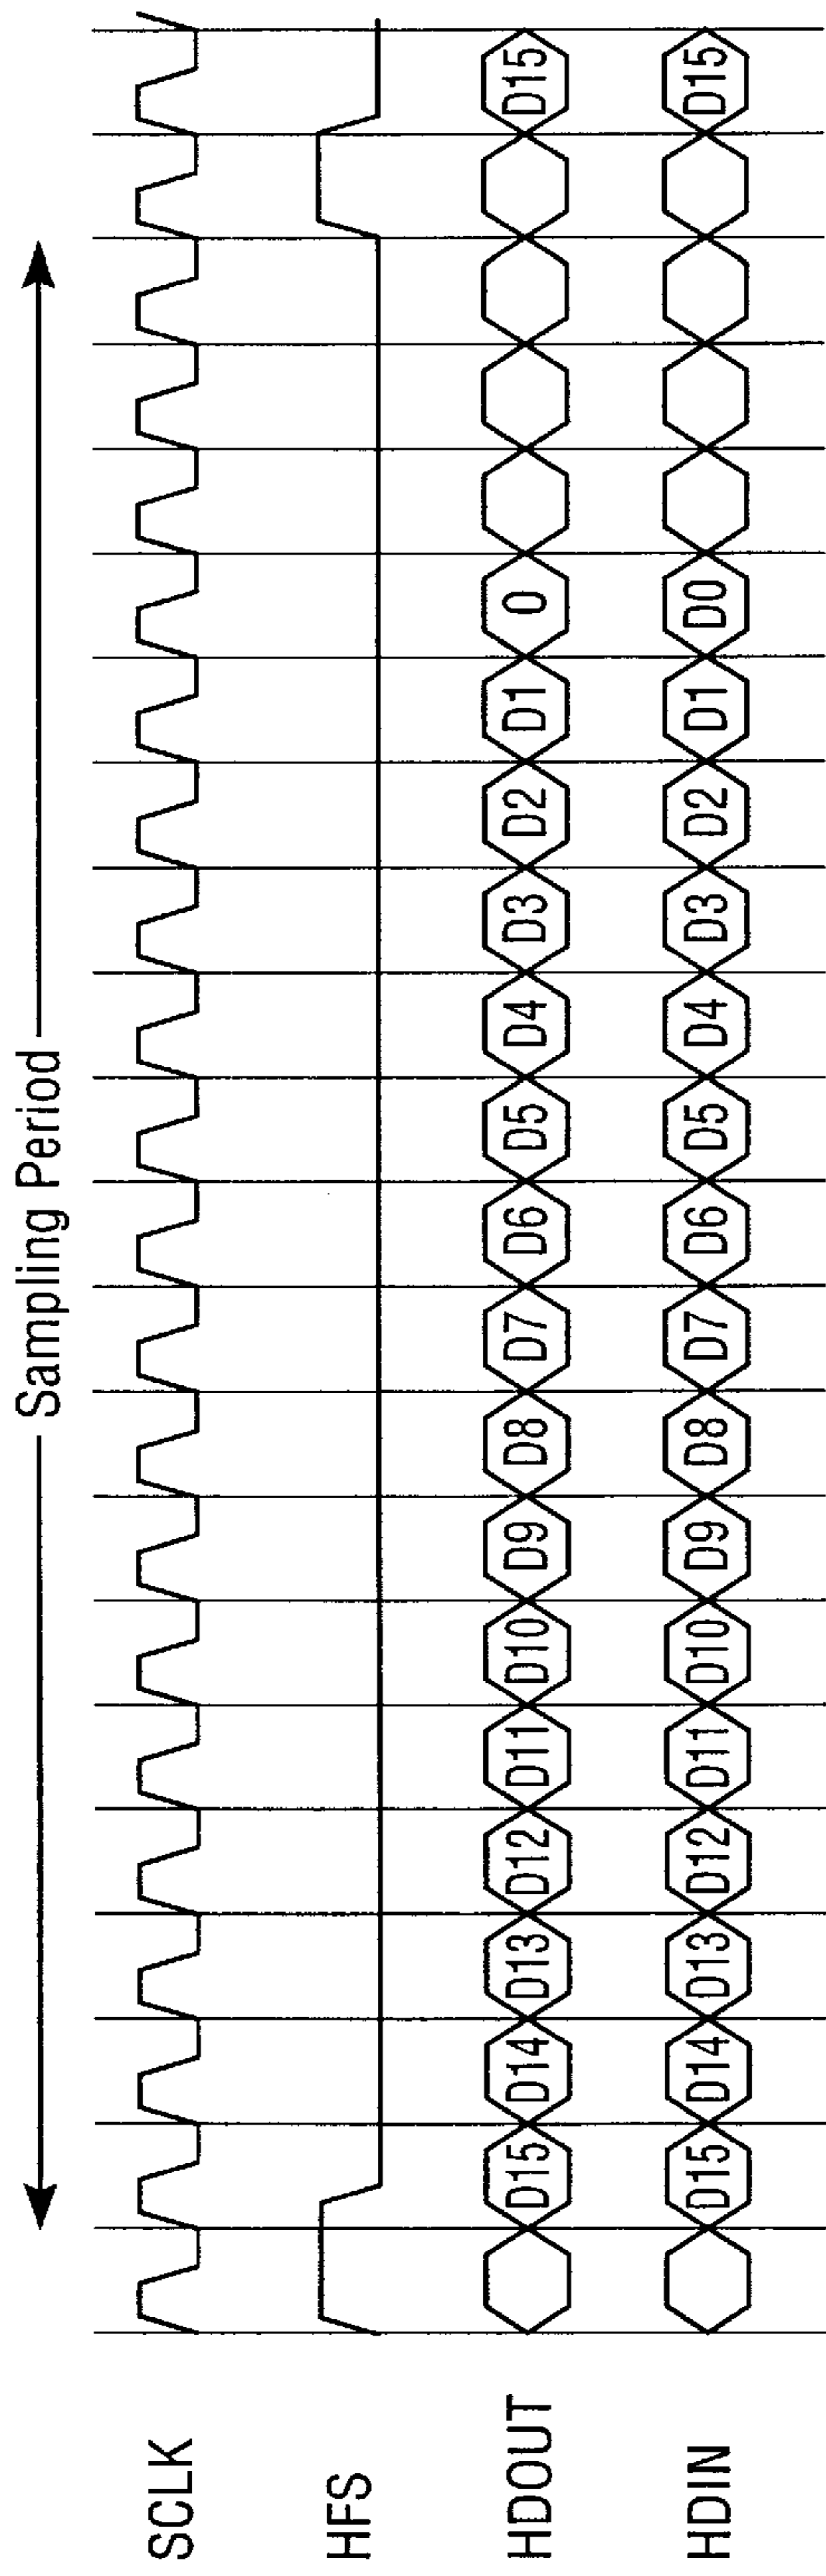 Sampling Period
SCLK
HFS
HDOUT D15 D14 D13 D12 D11 D10 D9 D8 D7 D6 D5 D4 D3 D2 D1 0 D15
HDIN D15 D14 D13 D12 D11 D10 D9 D8 D7 D6 D5 D4 D3 D2 D1 D0 D15